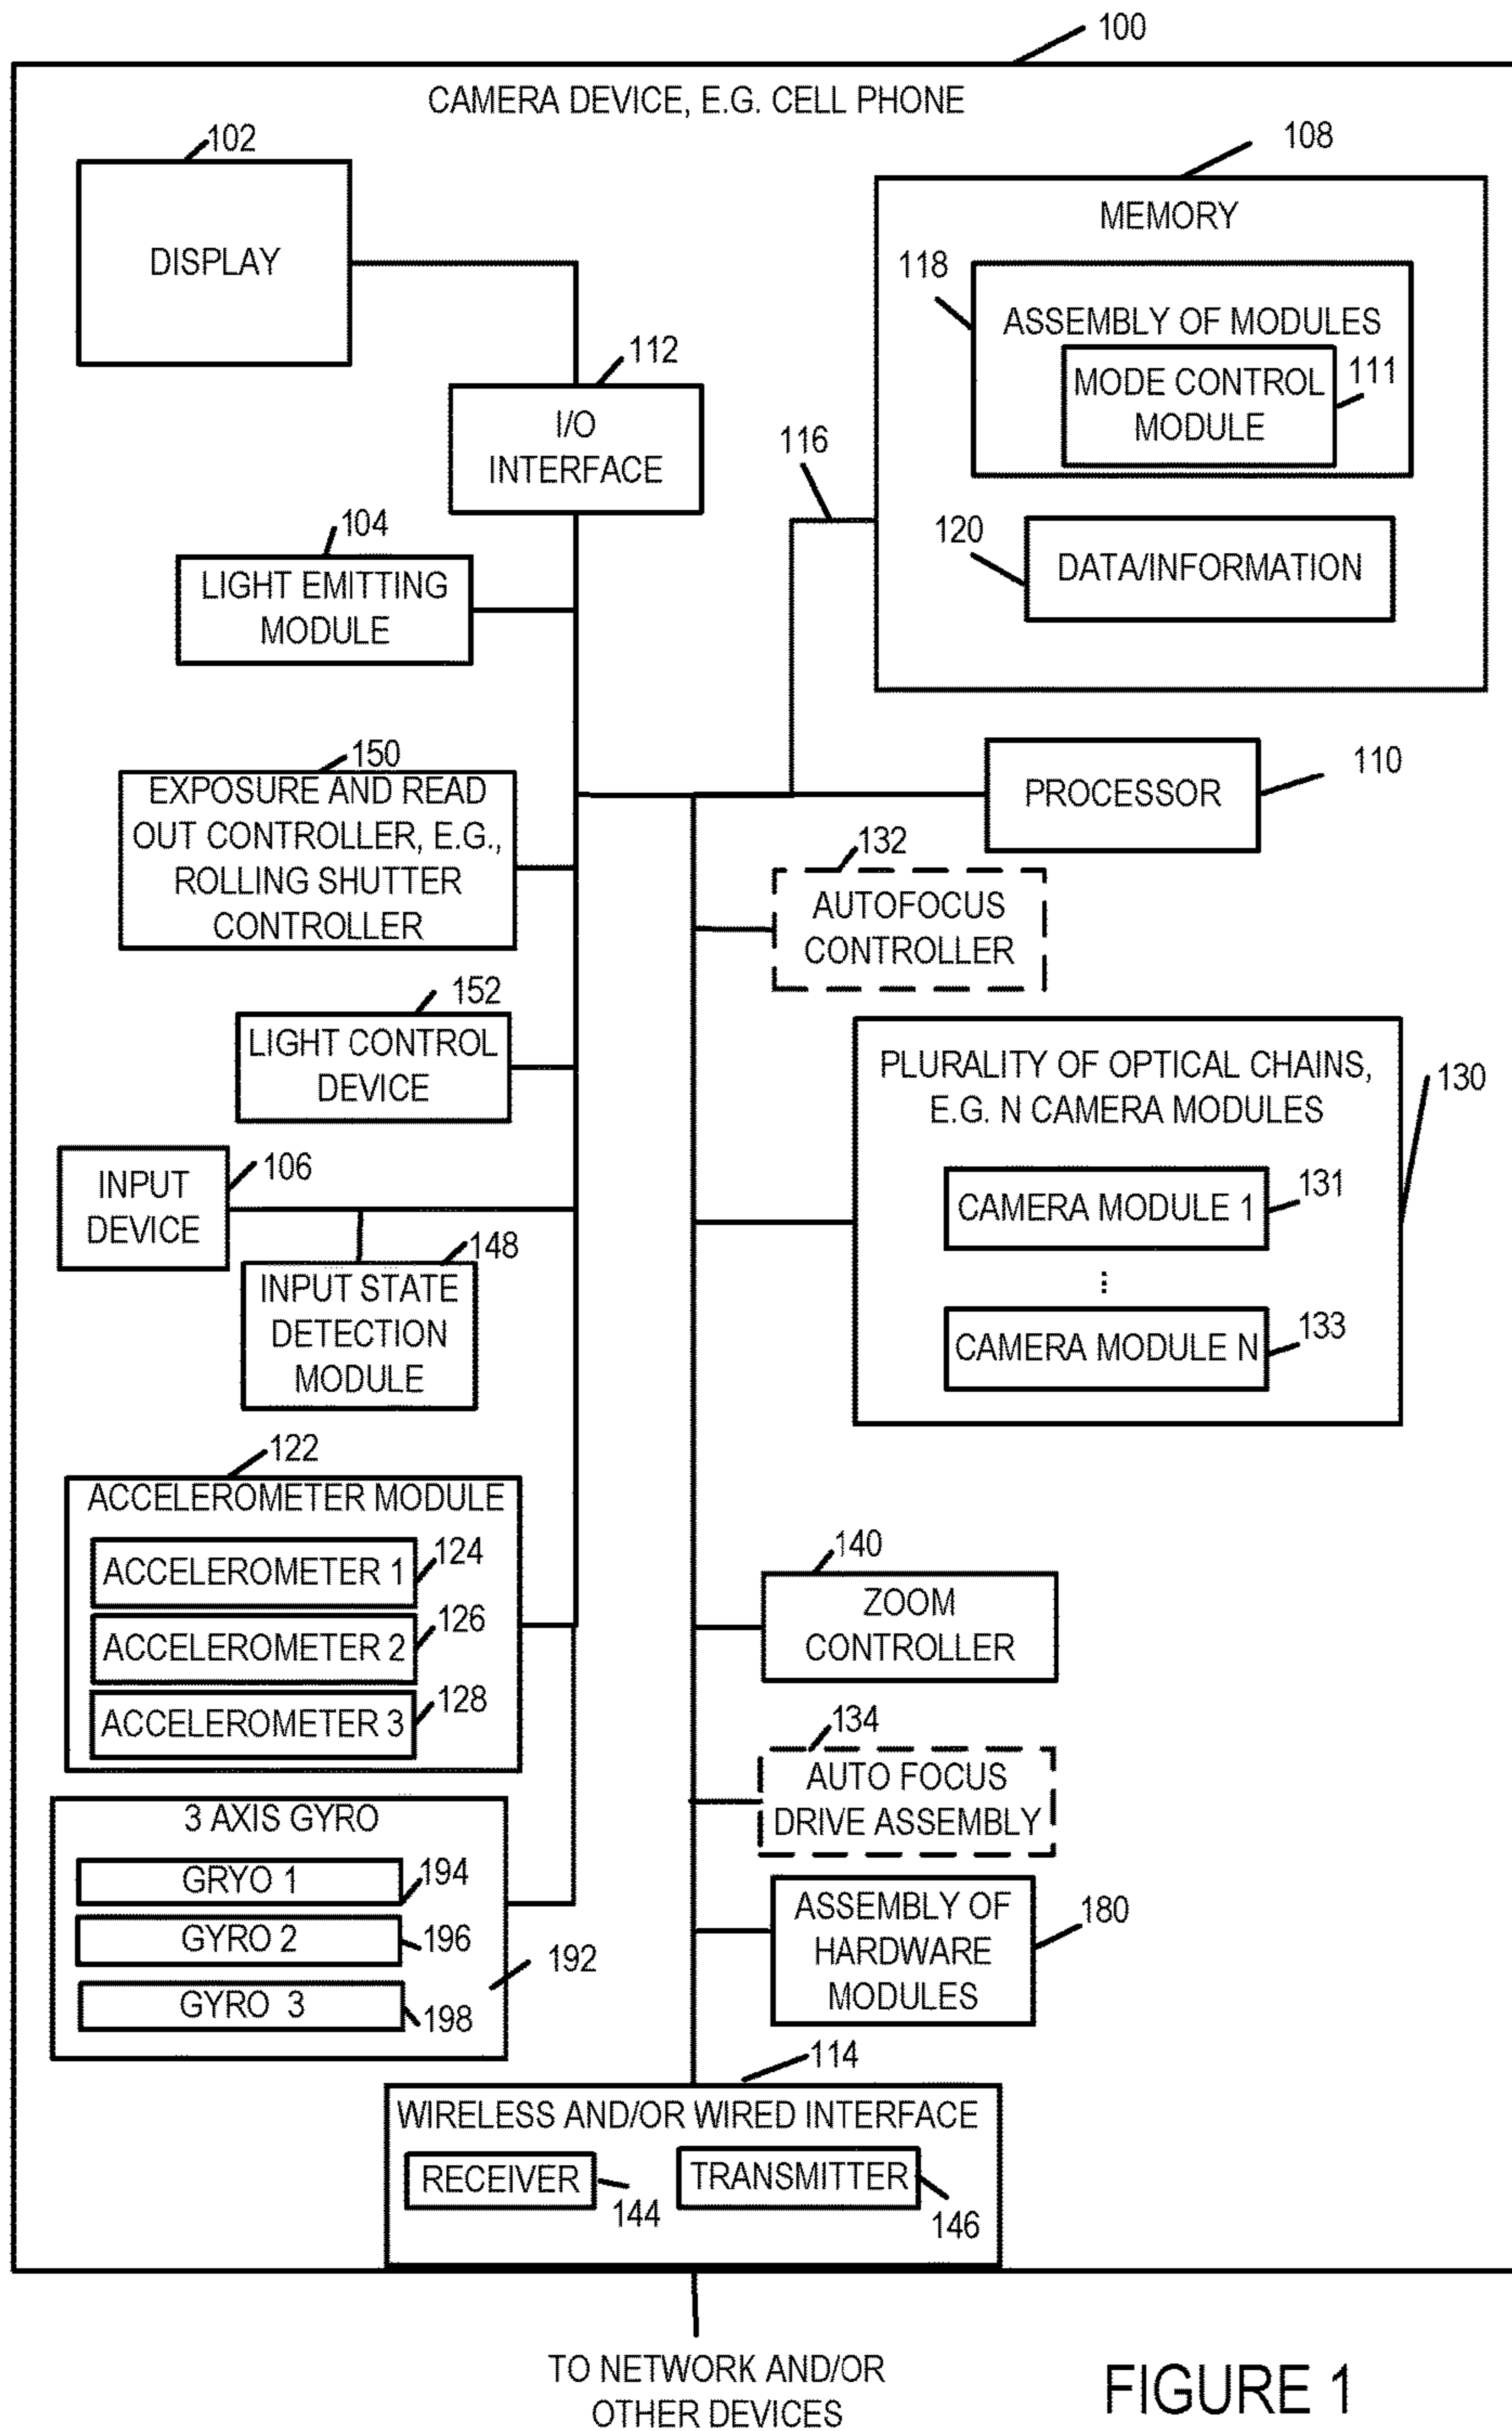 100
CAMERA DEVICE, E.G. CELL PHONE
102
DISPLAY
108
MEMORY
118
ASSEMBLY OF MODULES
MODE CONTROL
MODULE
111
120
DATA/INFORMATION
112
I/O
INTERFACE
116
104
LIGHT EMITTING
MODULE
110
PROCESSOR
150
EXPOSURE AND READ
OUT CONTROLLER, E.G.,
ROLLING SHUTTER
CONTROLLER
132
AUTOFOCUS
CONTROLLER
152
LIGHT CONTROL
DEVICE
130
PLURALITY OF OPTICAL CHAINS,
E.G. N CAMERA MODULES
CAMERA MODULE 1
131
...
CAMERA MODULE N
133
106
INPUT
DEVICE
148
INPUT STATE
DETECTION
MODULE
122
ACCELEROMETER MODULE
ACCELEROMETER 1
124
ACCELEROMETER 2
126
ACCELEROMETER 3
128
140
ZOOM
CONTROLLER
134
AUTO FOCUS
DRIVE ASSEMBLY
3 AXIS GYRO
GRYO 1
194
GYRO 2
196
GYRO 3
198
192
ASSEMBLY OF
HARDWARE
MODULES
180
114
WIRELESS AND/OR WIRED INTERFACE
RECEIVER
144
TRANSMITTER
146
TO NETWORK AND/OR
OTHER DEVICES
FIGURE 1